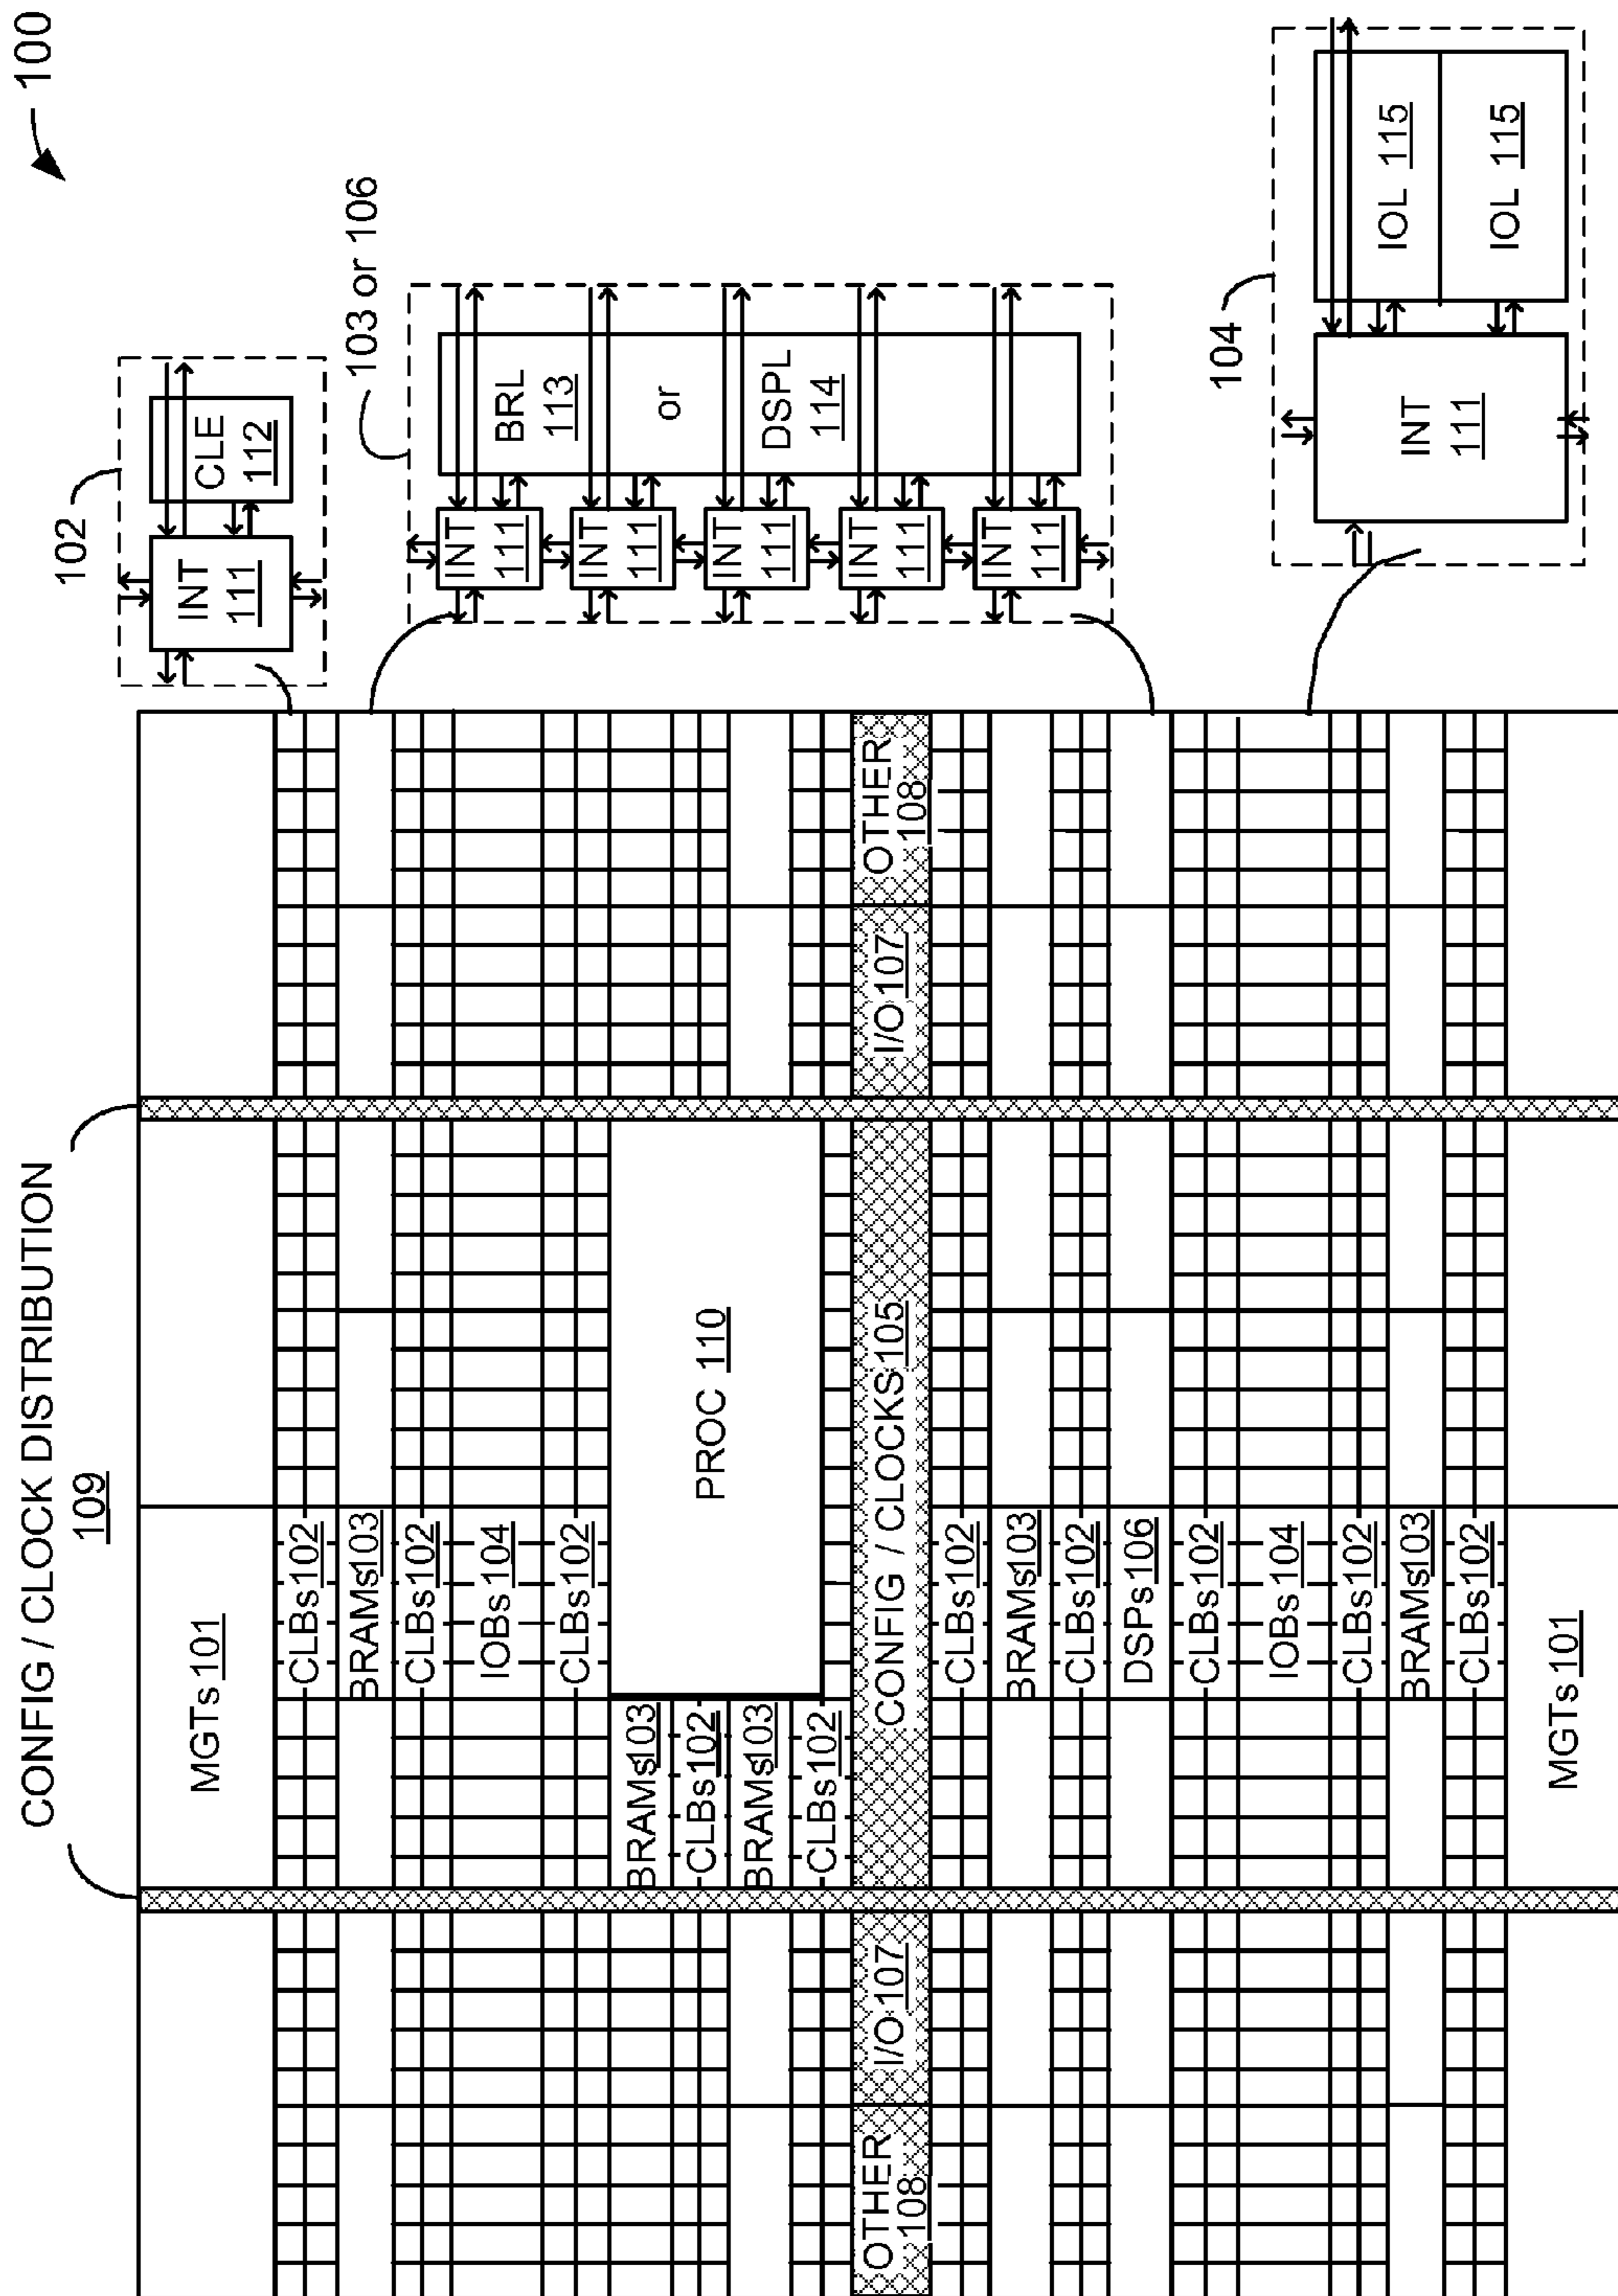 100
CONFIG / CLOCK DISTRIBUTION
109
102
INT
111
CLE
112
103 or 106
INT
111
INT
111
INT
111
INT
111
INT
111
BRL
113
or
DSPL
114
104
INT
111
IOL 115
IOL 115
MGTs 101
CLBs 102
BRAMs 103
CLBs 102
IOBs 104
CLBs 102
BRAMs 103
CLBs 102
BRAMs 103
CLBs 102
PROC 110
OTHER
108
I/O 107
CONFIG / CLOCKS 105
I/O 107
OTHER
108
CLBs 102
BRAMs 103
CLBs 102
DSPs 106
CLBs 102
IOBs 104
CLBs 102
BRAMs 103
CLBs 102
MGTs 101